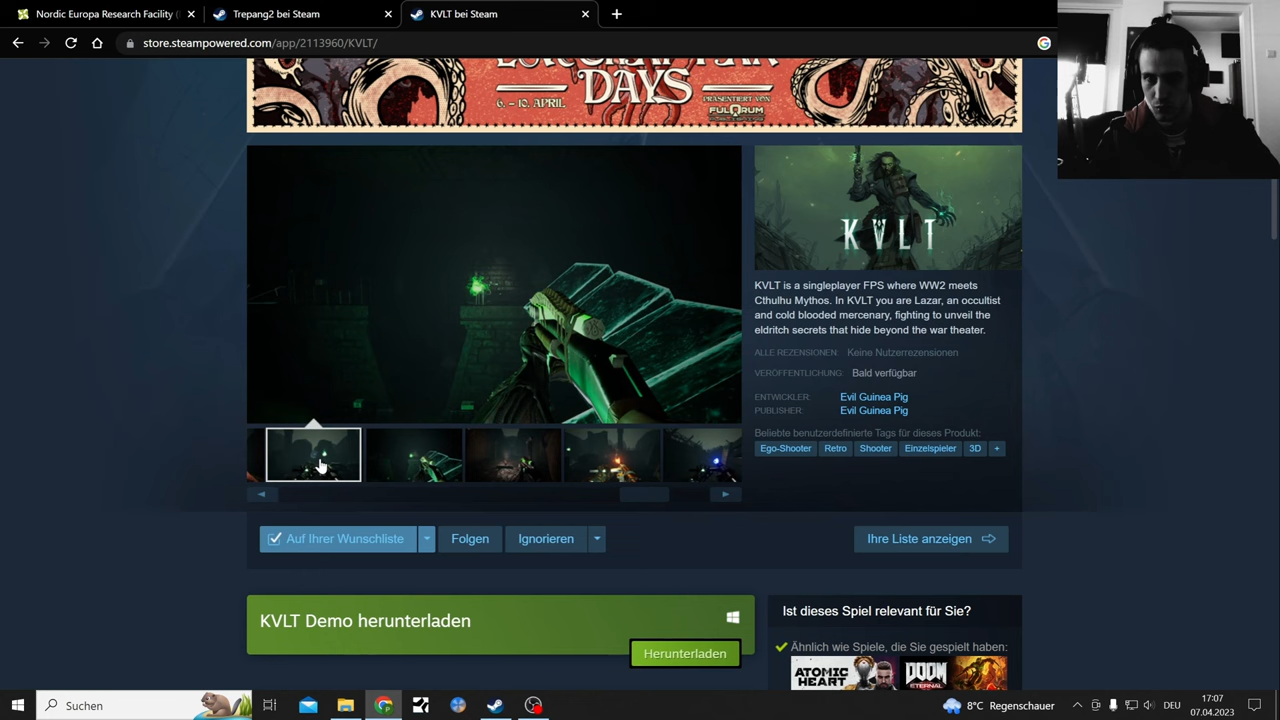 Nordic Europa Research Facility
Trepang2 bei Steam
KVLT bei Steam
store.steampowered.com/app/2113960/KVLT/
DAYS
6. – 10. APRIL
PRÄSENTIERT VON
FULQRUM
KVLT
KVLT is a singleplayer FPS where WW2 meets
Cthulhu Mythos. In KVLT you are Lazar, an occultist
and cold blooded mercenary, fighting to unveil the
eldritch secrets that hide beyond the war theater.
ALLE REZENSIONEN: Keine Nutzerrezensionen
VERÖFFENTLICHUNG: Bald verfügbar
ENTWICKLER: Evil Guinea Pig
PUBLISHER: Evil Guinea Pig
Beliebte benutzerdefinierte Tags für dieses Produkt:
Ego-Shooter Retro Shooter Einzelspieler 3D +
Auf Ihrer Wunschliste Folgen Ignorieren Ihre Liste anzeigen
KVLT Demo herunterladen
Herunterladen
Ist dieses Spiel relevant für Sie?
Ähnlich wie Spiele, die Sie gespielt haben:
ATOMIC HEART
DOOM ETERNAL
Suchen
8°C Regenschauer
DEU
17:07
07.04.2023